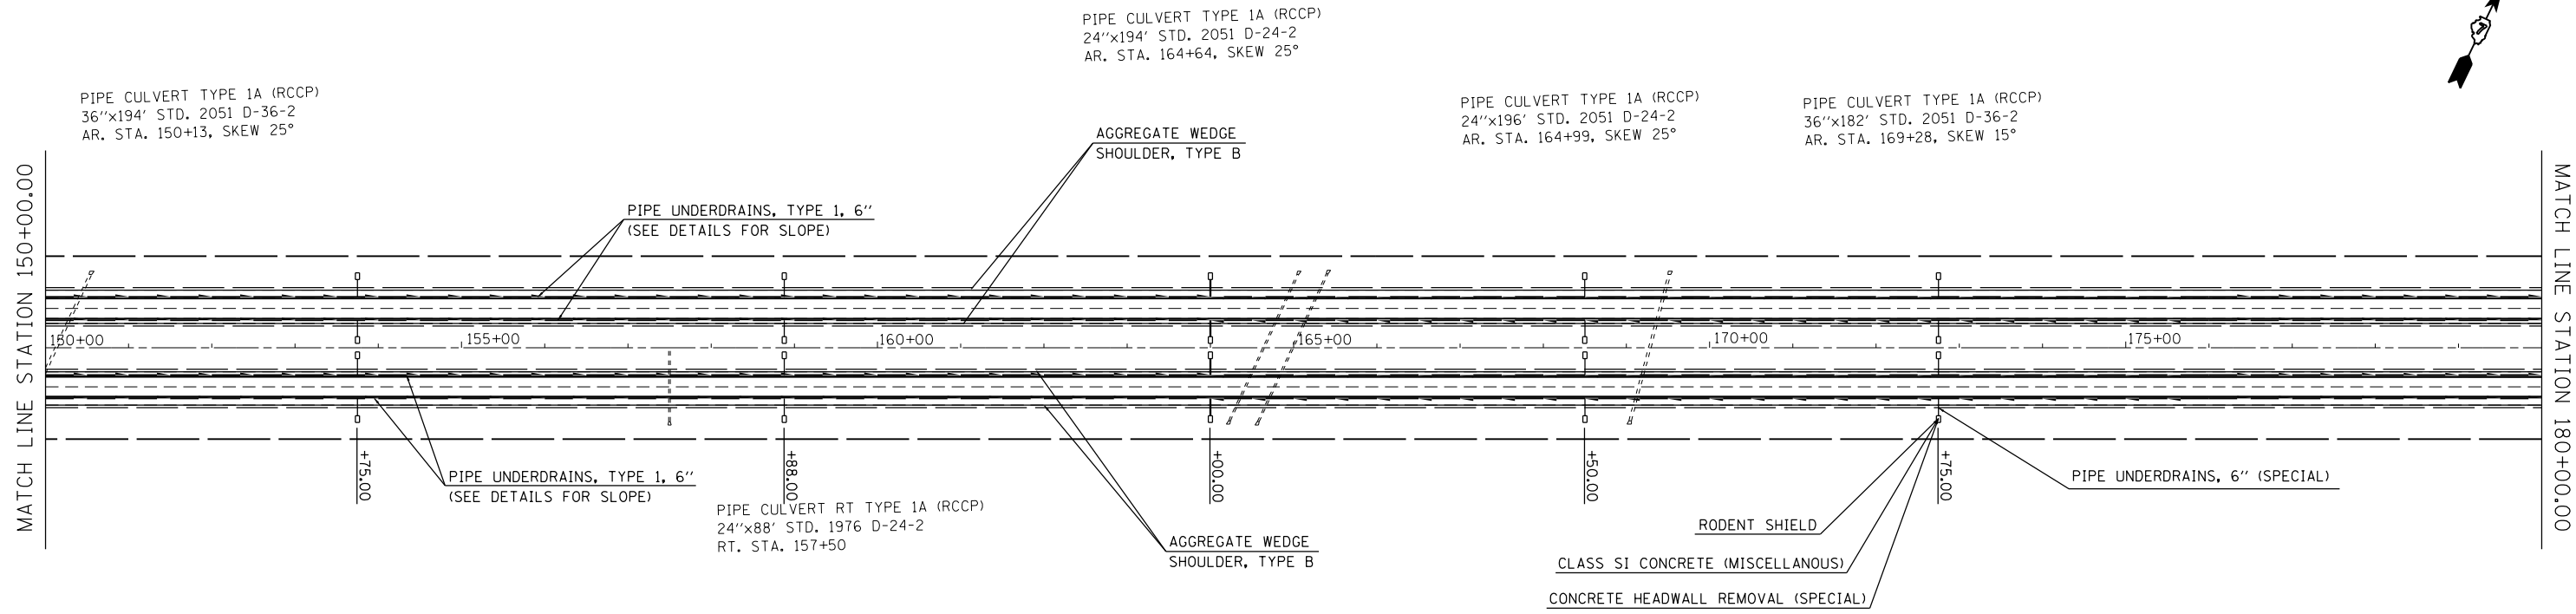 PIPE CULVERT TYPE 1A (RCCP)
24"x194' STD. 2051 D-24-2
AR. STA. 164+64, SKEW 25°
PIPE CULVERT TYPE 1A (RCCP)
36"x194' STD. 2051 D-36-2
AR. STA. 150+13, SKEW 25°
PIPE CULVERT TYPE 1A (RCCP)
24"x196' STD. 2051 D-24-2
AR. STA. 164+99, SKEW 25°
PIPE CULVERT TYPE 1A (RCCP)
36"x182' STD. 2051 D-36-2
AR. STA. 169+28, SKEW 15°
AGGREGATE WEDGE
SHOULDER, TYPE B
PIPE UNDERDRAINS, TYPE 1, 6"
(SEE DETAILS FOR SLOPE)
MATCH LINE STATION 150+00.00
MATCH LINE STATION 180+00.00
150+00
155+00
160+00
165+00
170+00
175+00
+75.00
+88.00
+00.00
+50.00
+75.00
PIPE UNDERDRAINS, TYPE 1, 6"
(SEE DETAILS FOR SLOPE)
PIPE UNDERDRAINS, 6" (SPECIAL)
PIPE CULVERT RT TYPE 1A (RCCP)
24"x88' STD. 1976 D-24-2
RT. STA. 157+50
AGGREGATE WEDGE
SHOULDER, TYPE B
RODENT SHIELD
CLASS SI CONCRETE (MISCELLANOUS)
CONCRETE HEADWALL REMOVAL (SPECIAL)